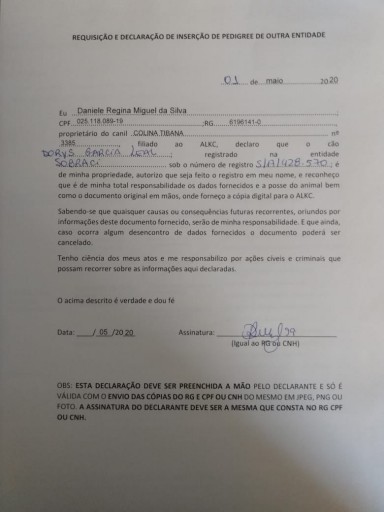 REQUISIÇÃO E DECLARAÇÃO DE INSERÇÃO DE PEDIGREE DE OUTRA ENTIDADE
01 de maio 2020
Eu Daniele Regina Miguel da Silva
CPF 025.118.089-19 ;RG 6196141-0
proprietário do canil COLINA TIBANA nº
3365 , filiado ao ALKC, declaro que o cão
DORYS GARCIA LEAL ; registrado na entidade
SOBRACI sob o número de registro S/A1428.570; é
de minha propriedade, autorizo que seja feito o registro em meu nome, e reconheço
que é de minha total responsabilidade os dados fornecidos e a posse do animal bem
como o documento original em mãos, onde forneço a cópia digital para o ALKC.
Sabendo-se que quaisquer causas ou consequências futuras recorrentes, oriundos por
informações deste documento fornecido, serão de minha responsabilidade. E que ainda,
caso ocorra algum desencontro de dados fornecidos o documento poderá ser
cancelado.
Tenho ciência dos meus atos e me responsabilizo por ações cíveis e criminais que
possam recorrer sobre as informações aqui declaradas.
O acima descrito é verdade e dou fé
Data: /05 /2020 Assinatura:
(Igual ao RG ou CNH)
OBS: ESTA DECLARAÇÃO DEVE SER PREENCHIDA A MÃO PELO DECLARANTE E SÓ É
VÁLIDA COM O ENVIO DAS CÓPIAS DO RG E CPF OU CNH DO MESMO EM JPEG, PNG OU
FOTO. A ASSINATURA DO DECLARANTE DEVE SER A MESMA QUE CONSTA NO RG CPF
OU CNH.